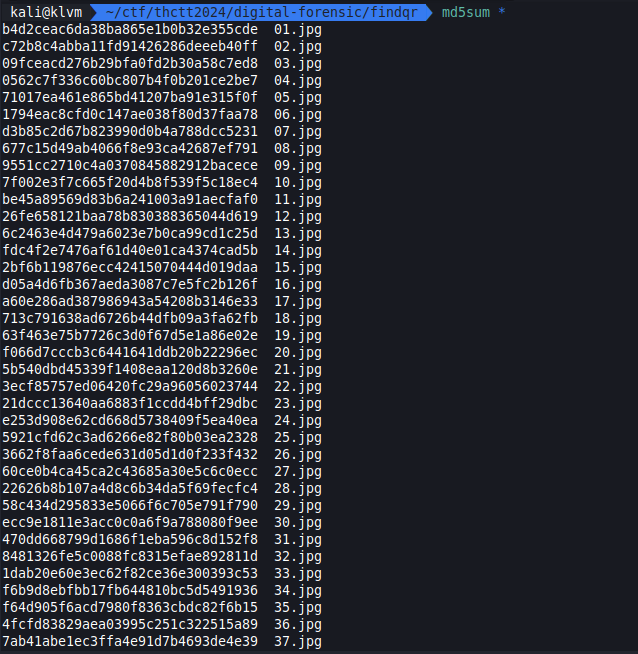 kali@klvm ~/ctf/thctt2024/digital-forensic/findqr md5sum *
b4d2ceac6da38ba865e1b0b32e355cde  01.jpg
c72b8c4abba11fd91426286deeeb40ff  02.jpg
09fceacd276b29bfa0fd2b30a58c7ed8  03.jpg
0562c7f336c60bc807b4f0b201ce2be7  04.jpg
71017ea461e865bd41207ba91e315f0f  05.jpg
1794eac8cfd0c147ae038f80d37faa78  06.jpg
d3b85c2d67b823990d0b4a788dcc5231  07.jpg
677c15d49ab4066f8e93ca42687ef791  08.jpg
9551cc2710c4a0370845882912bacece  09.jpg
7f002e3f7c665f20d4b8f539f5c18ec4  10.jpg
be45a89569d83b6a241003a91aecfaf0  11.jpg
26fe658121baa78b830388365044d619  12.jpg
6c2463e4d479a6023e7b0ca99cd1c25d  13.jpg
fdc4f2e7476af61d40e01ca4374cad5b  14.jpg
2bf6b119876ecc42415070444d019daa  15.jpg
d05a4d6fb367aeda3087c7e5fc2b126f  16.jpg
a60e286ad387986943a54208b3146e33  17.jpg
713c791638ad6726b44dfb09a3fa62fb  18.jpg
63f463e75b7726c3d0f67d5e1a86e02e  19.jpg
f066d7cccb3c6441641ddb20b22296ec  20.jpg
5b540dbd45339f1408eaa120d8b3260e  21.jpg
3ecf85757ed06420fc29a96056023744  22.jpg
21dccc13640aa6883f1ccdd4bff29dbc  23.jpg
e253d908e62cd668d5738409f5ea40ea  24.jpg
5921cfd62c3ad6266e82f80b03ea2328  25.jpg
3662f8faa6cede631d05d1d0f233f432  26.jpg
60ce0b4ca45ca2c43685a30e5c6c0ecc  27.jpg
22626b8b107a4d8c6b34da5f69fecfc4  28.jpg
58c434d295833e5066f6c705e791f790  29.jpg
ecc9e1811e3acc0c0a6f9a788080f9ee  30.jpg
470dd668799d1686f1eba596c8d152f8  31.jpg
8481326fe5c0088fc8315efae892811d  32.jpg
1dab20e60e3ec62f82ce36e300393c53  33.jpg
f6b9d8ebfbb17fb644810bc5d5491936  34.jpg
f64d905f6acd7980f8363cbdc82f6b15  35.jpg
4fcfd83829aea03995c251c322515a89  36.jpg
7ab41abe1ec3ffa4e91d7b4693de4e39  37.jpg